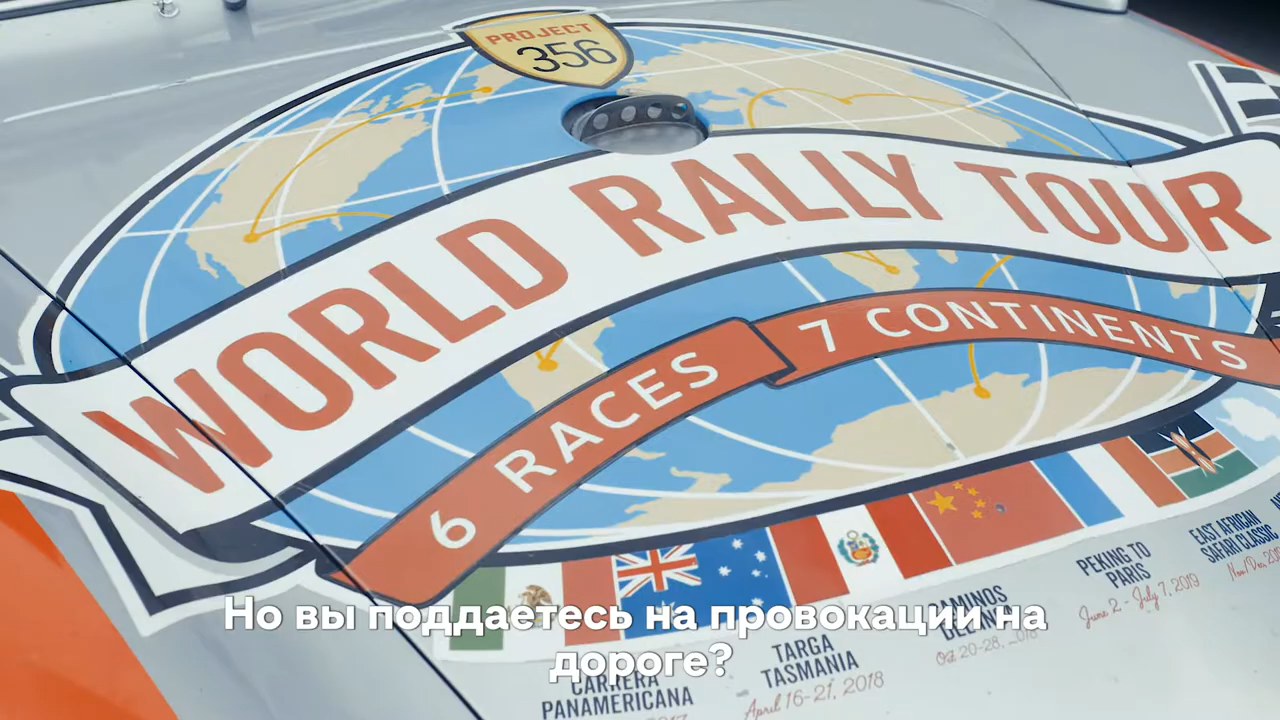 PROJECT
356
WORLD RALLY TOUR
6 RACES 7 CONTINENTS
EAST AFRICAN
SAFARI CLASSIC
PEKING TO
PARIS
June 2 - July 7, 2019
CAMINOS
Oct 20-28,
TARGA
TASMANIA
April 16-21, 2018
CARRERA
PANAMERICANA
Но вы поддаетесь на провокации на
дороге?